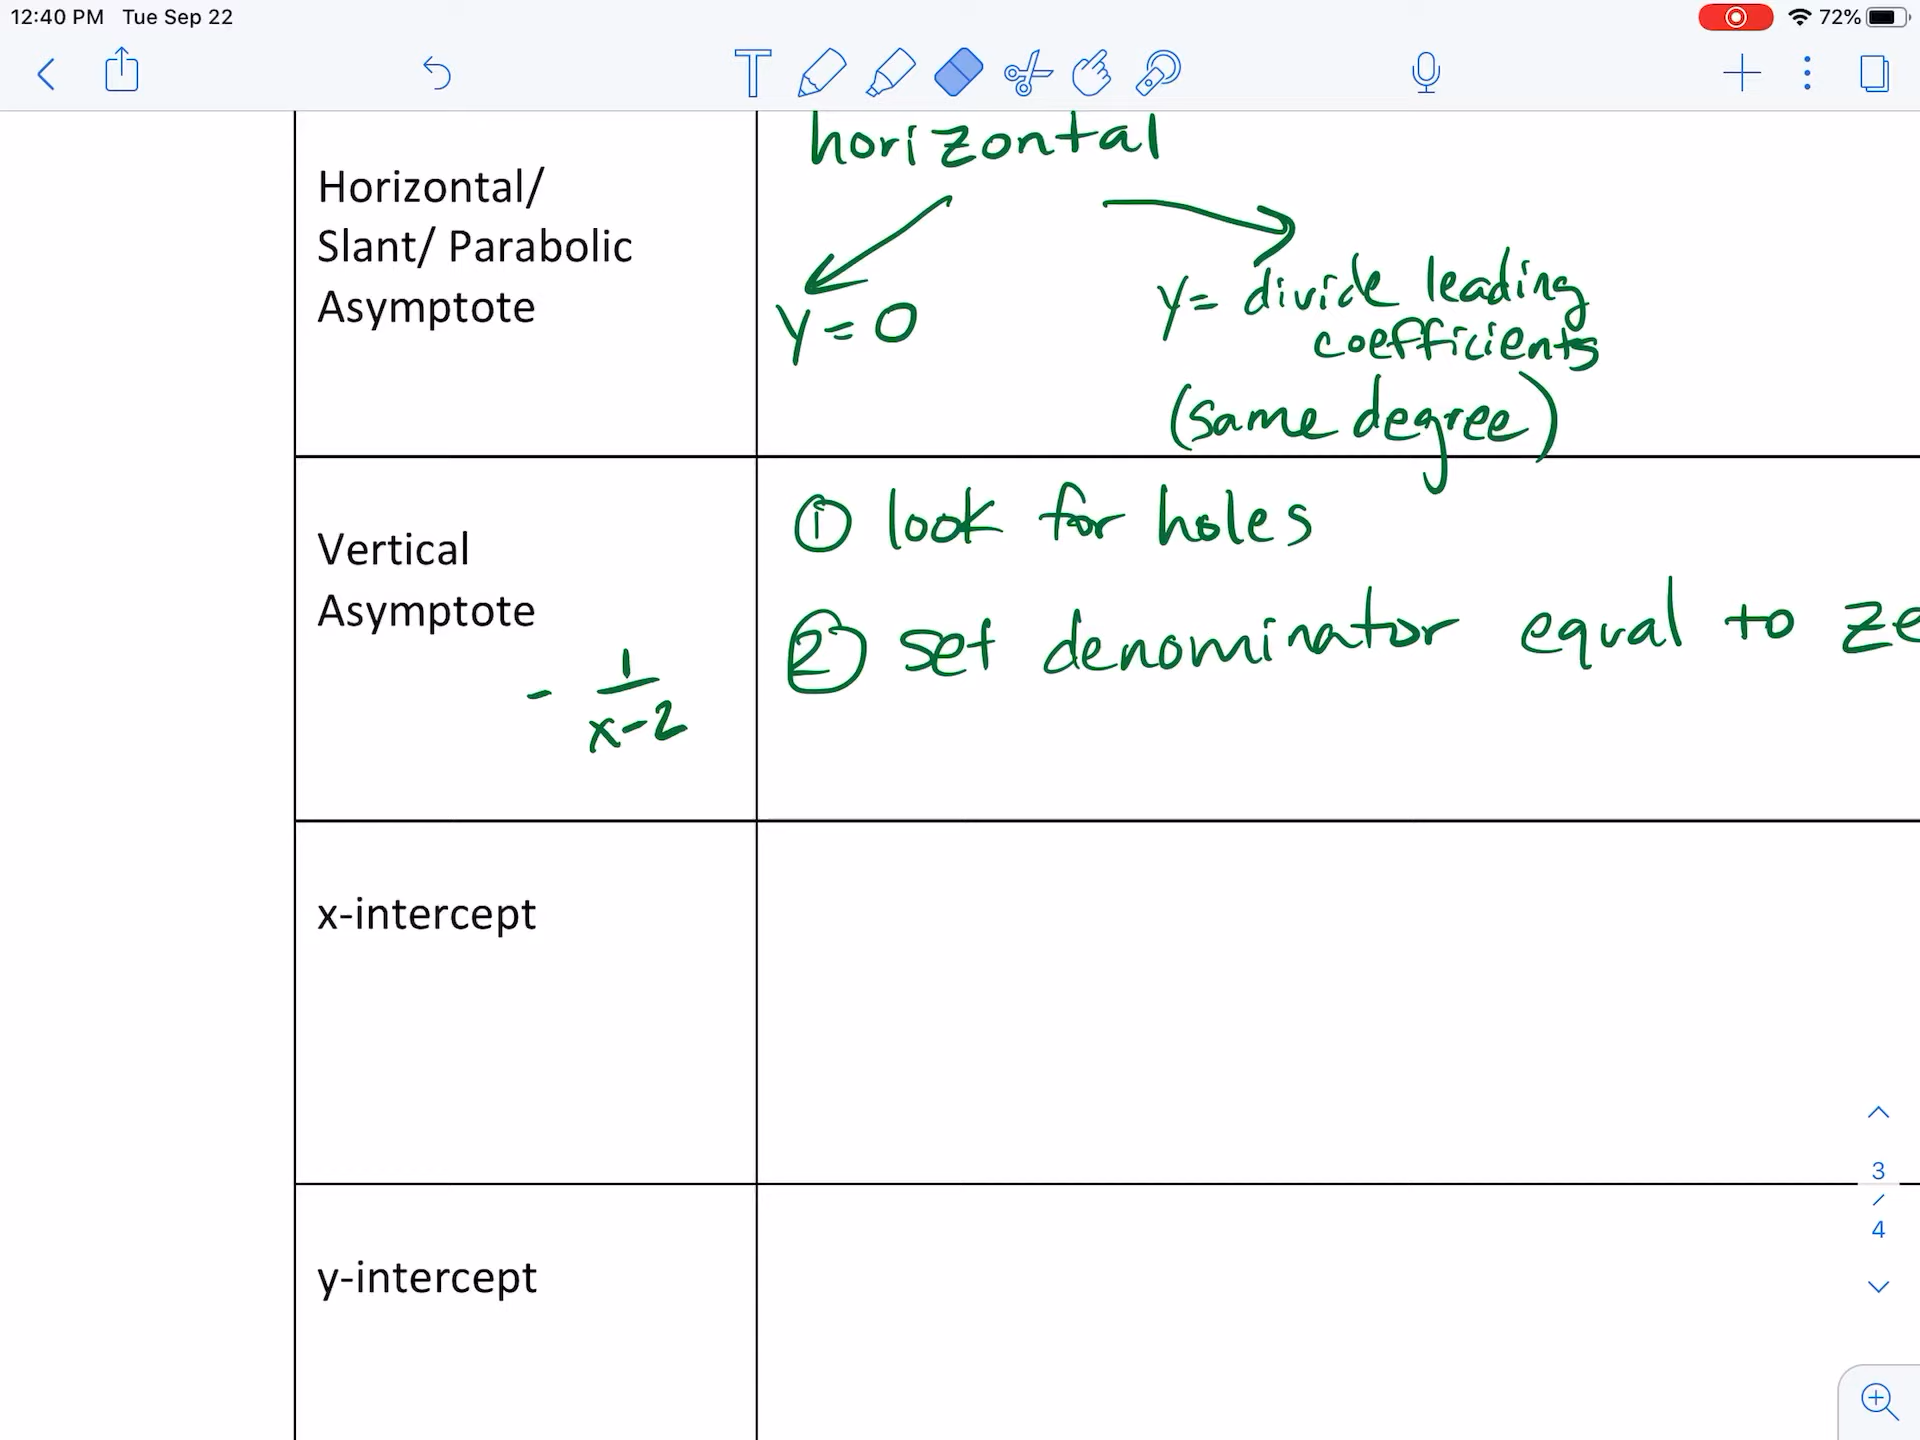 12:40 PM Tue Sep 22
72%
horizontal
Horizontal/
Slant/ Parabolic
Asymptote
y = 0
y = divide leading
coefficients
(same degree)
Vertical
Asymptote
- 1
x-2
① look for holes
② set denominator equal to ze
x-intercept
y-intercept
3
/
4